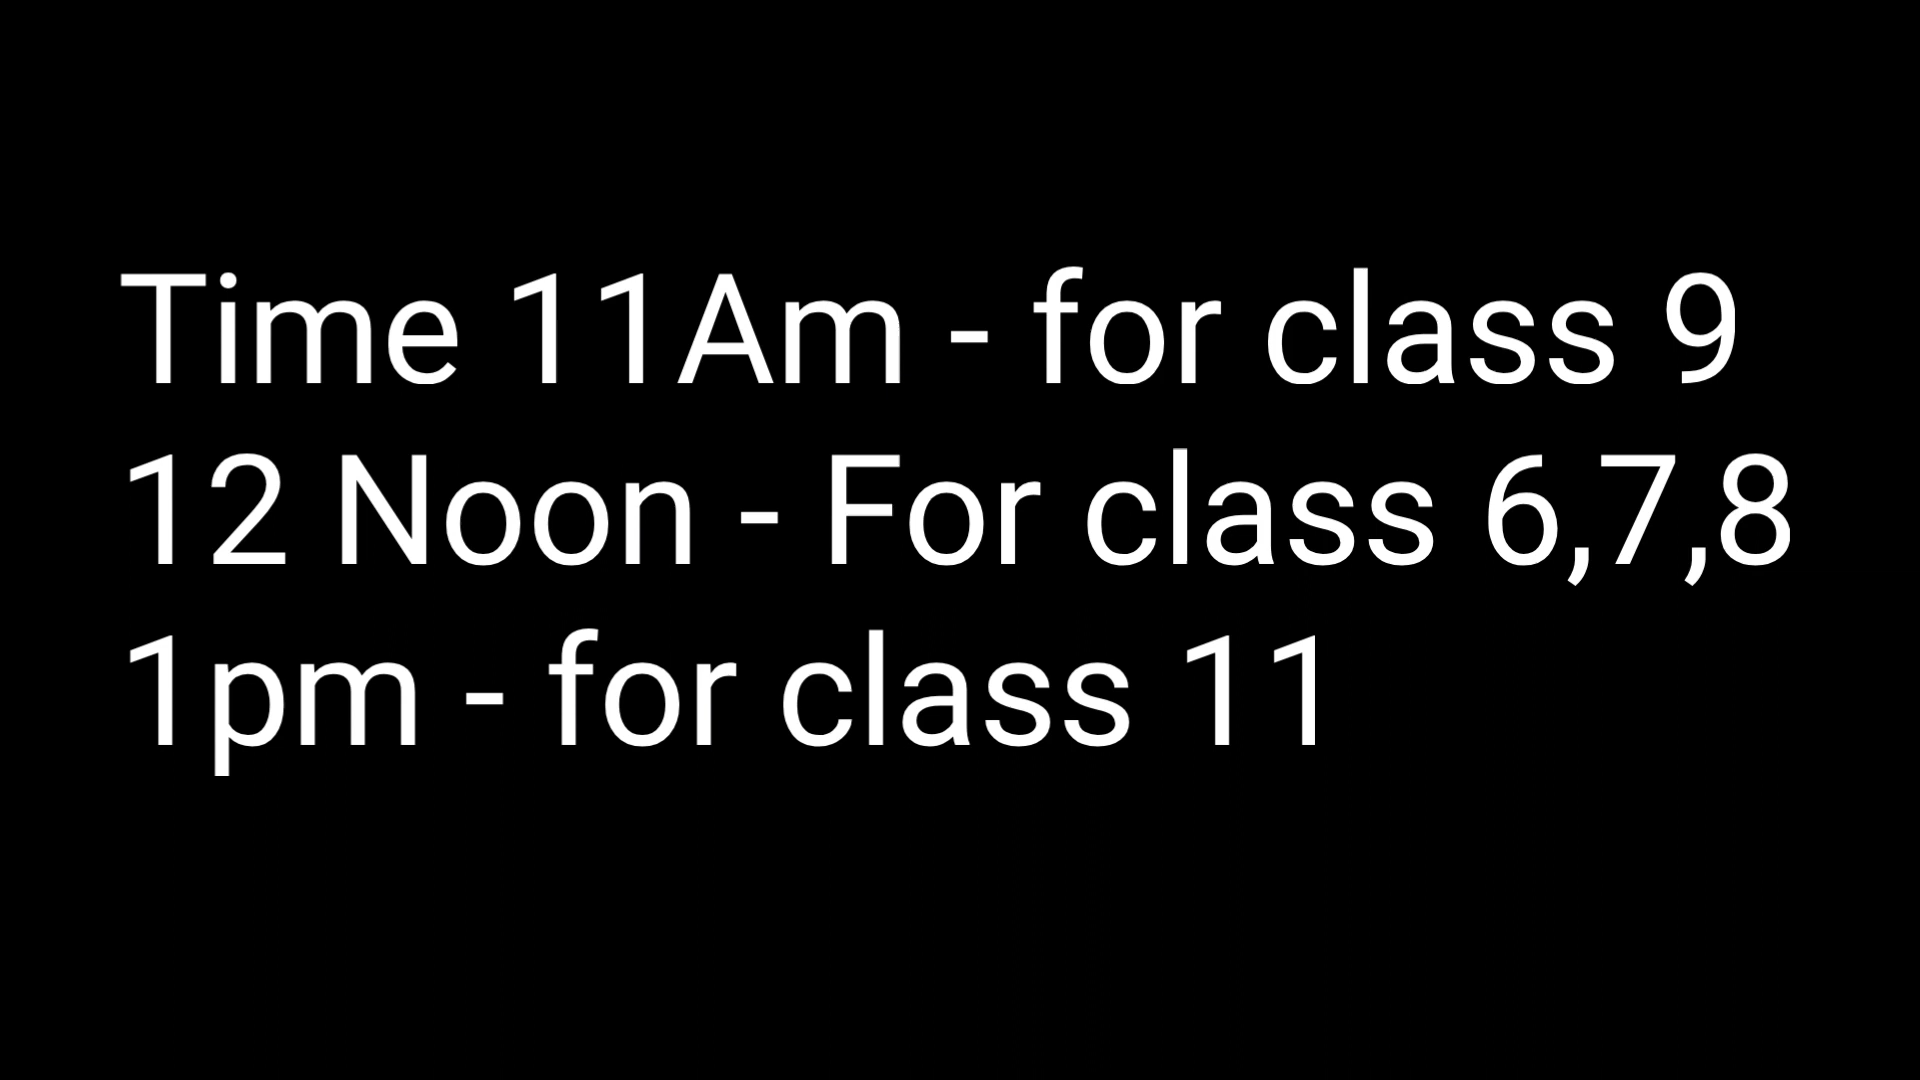 Time 11Am - for class 9
12 Noon - For class 6,7,8
1pm - for class 11